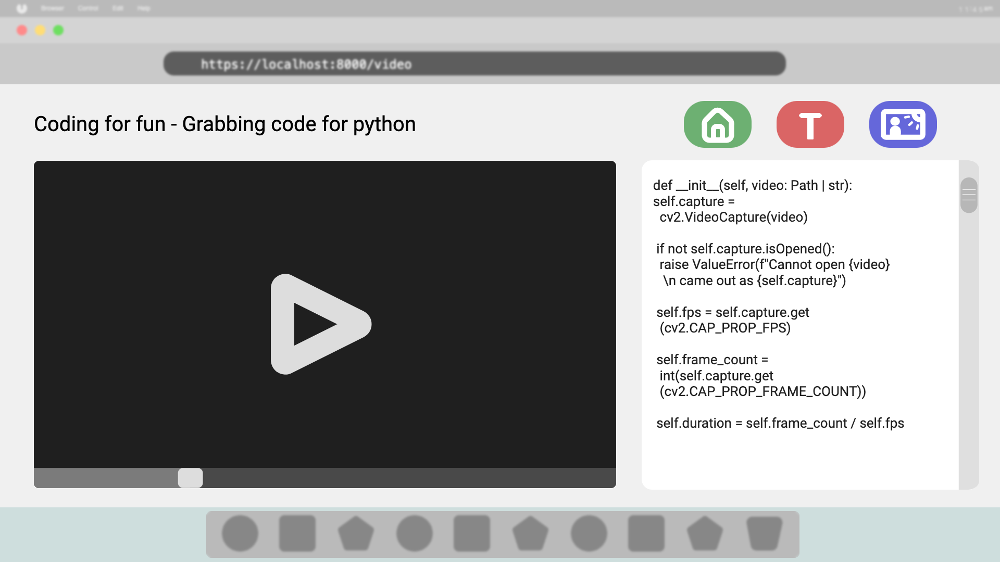 Browser Control Edit Help
https://localhost:8000/video
Coding for fun - Grabbing code for python
T
def __init__(self, video: Path | str):
self.capture =
cv2.VideoCapture(video)
if not self.capture.isOpened():
raise ValueError(f"Cannot open {video}
\n came out as {self.capture}")
self.fps = self.capture.get
(cv2.CAP_PROP_FPS)
self.frame_count =
int(self.capture.get
(cv2.CAP_PROP_FRAME_COUNT))
self.duration = self.frame_count / self.fps